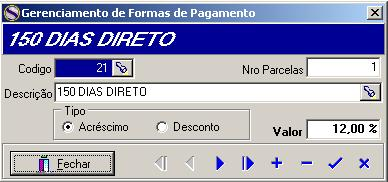 Gerenciamento de Formas de Pagamento
150 DIAS DIRETO
Codigo 21 Nro Parcelas 1
Descrição 150 DIAS DIRETO
Tipo
Acréscimo Desconto Valor 12,00 %
Fechar